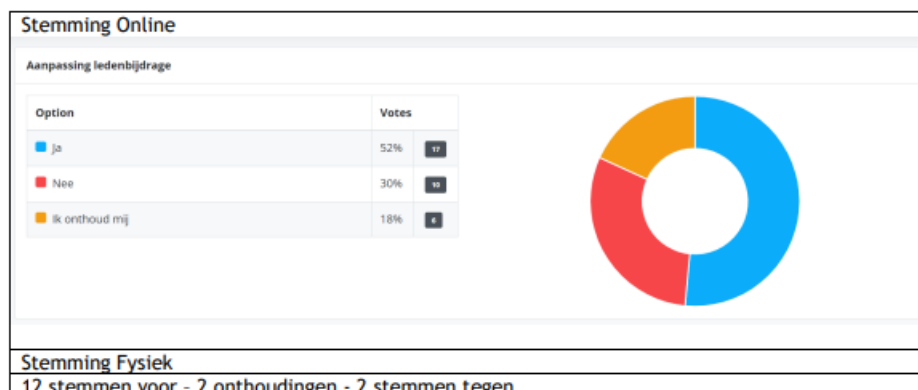 Stemming Online
Aanpassing ledenbijdrage
Option Votes
Ja 52% 17
Nee 30% 10
Ik onthoud mij 18% 6
Stemming Fysiek
12 stemmen voor – 2 onthoudingen - 2 stemmen tegen